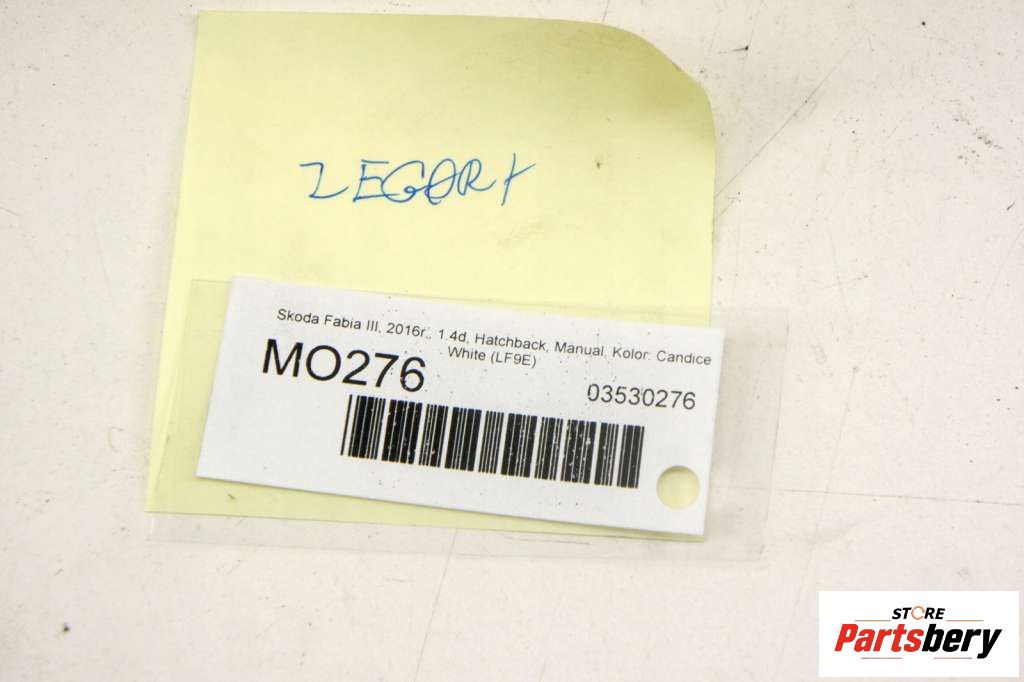 ZEGARY
Skoda Fabia III, 2016r., 1.4d, Hatchback, Manual, Kolor: Candice
White (LF9E)
MO276
03530276
STORE
Partsbery